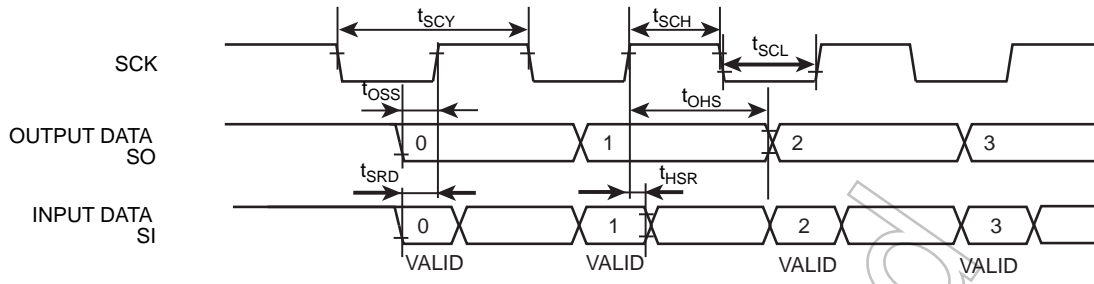 tSCY
tSCH
tSCL
SCK
tOSS
tOHS
OUTPUT DATA
SO
0 1 2 3
tSRD
tHSR
INPUT DATA
SI
0 1 2 3
VALID VALID VALID VALID